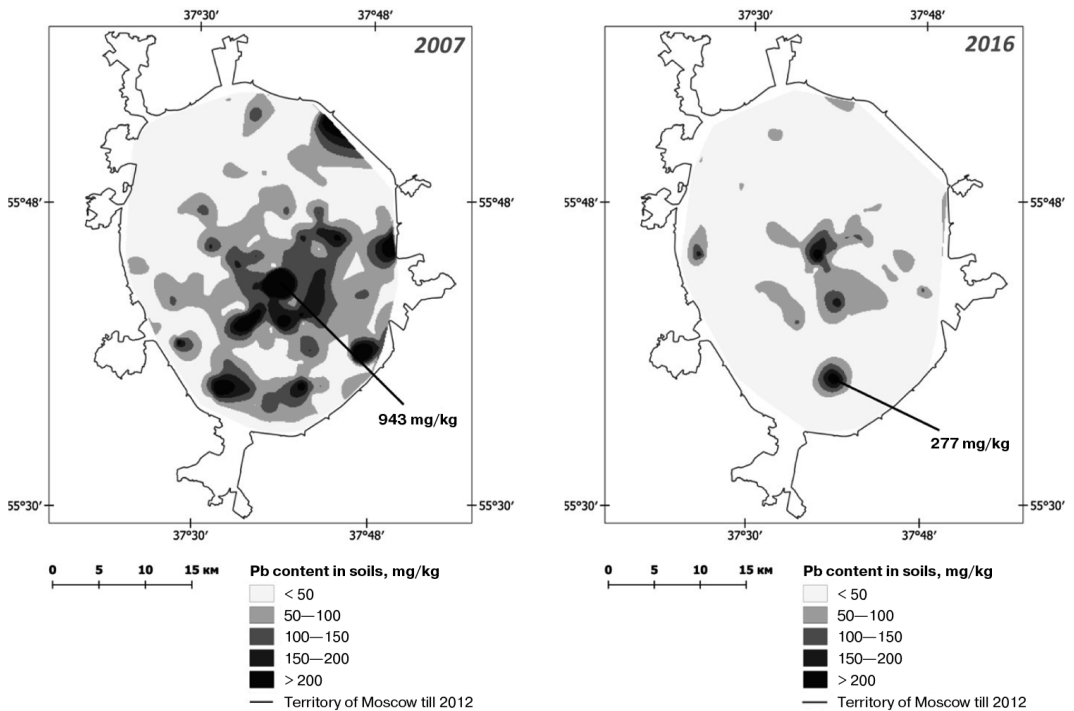 37°30′ 37°48′
2007
55°48′ 55°48′
943 mg/kg
55°30′ 55°30′
37°30′ 37°48′
0 5 10 15 км
Pb content in soils, mg/kg
< 50
50—100
100—150
150—200
> 200
Territory of Moscow till 2012
37°30′ 37°48′
2016
55°48′ 55°48′
277 mg/kg
55°30′ 55°30′
37°30′ 37°48′
0 5 10 15 км
Pb content in soils, mg/kg
< 50
50—100
100—150
150—200
> 200
Territory of Moscow till 2012